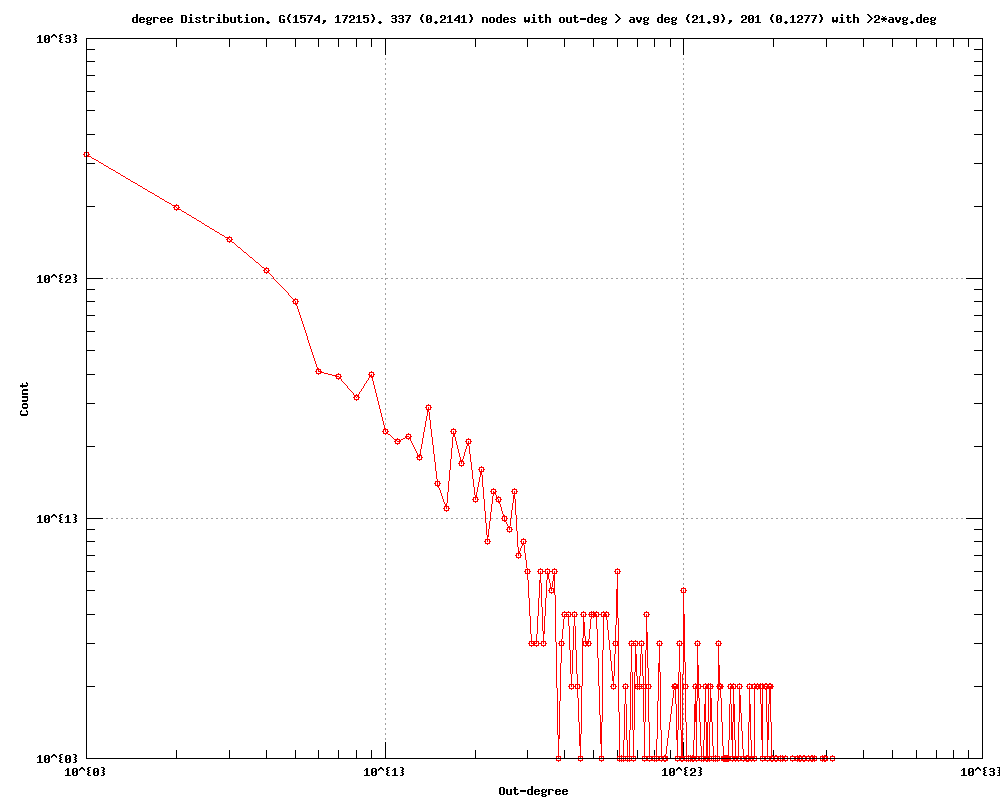 degree Distribution. G(1574, 17215). 337 (0.2141) nodes with out-deg > avg deg (21.9), 201 (0.1277) with >2*avg.deg
10^{3}
10^{2}
10^{1}
10^{0}
Count
10^{0} 10^{1} 10^{2} 10^{3}
Out-degree